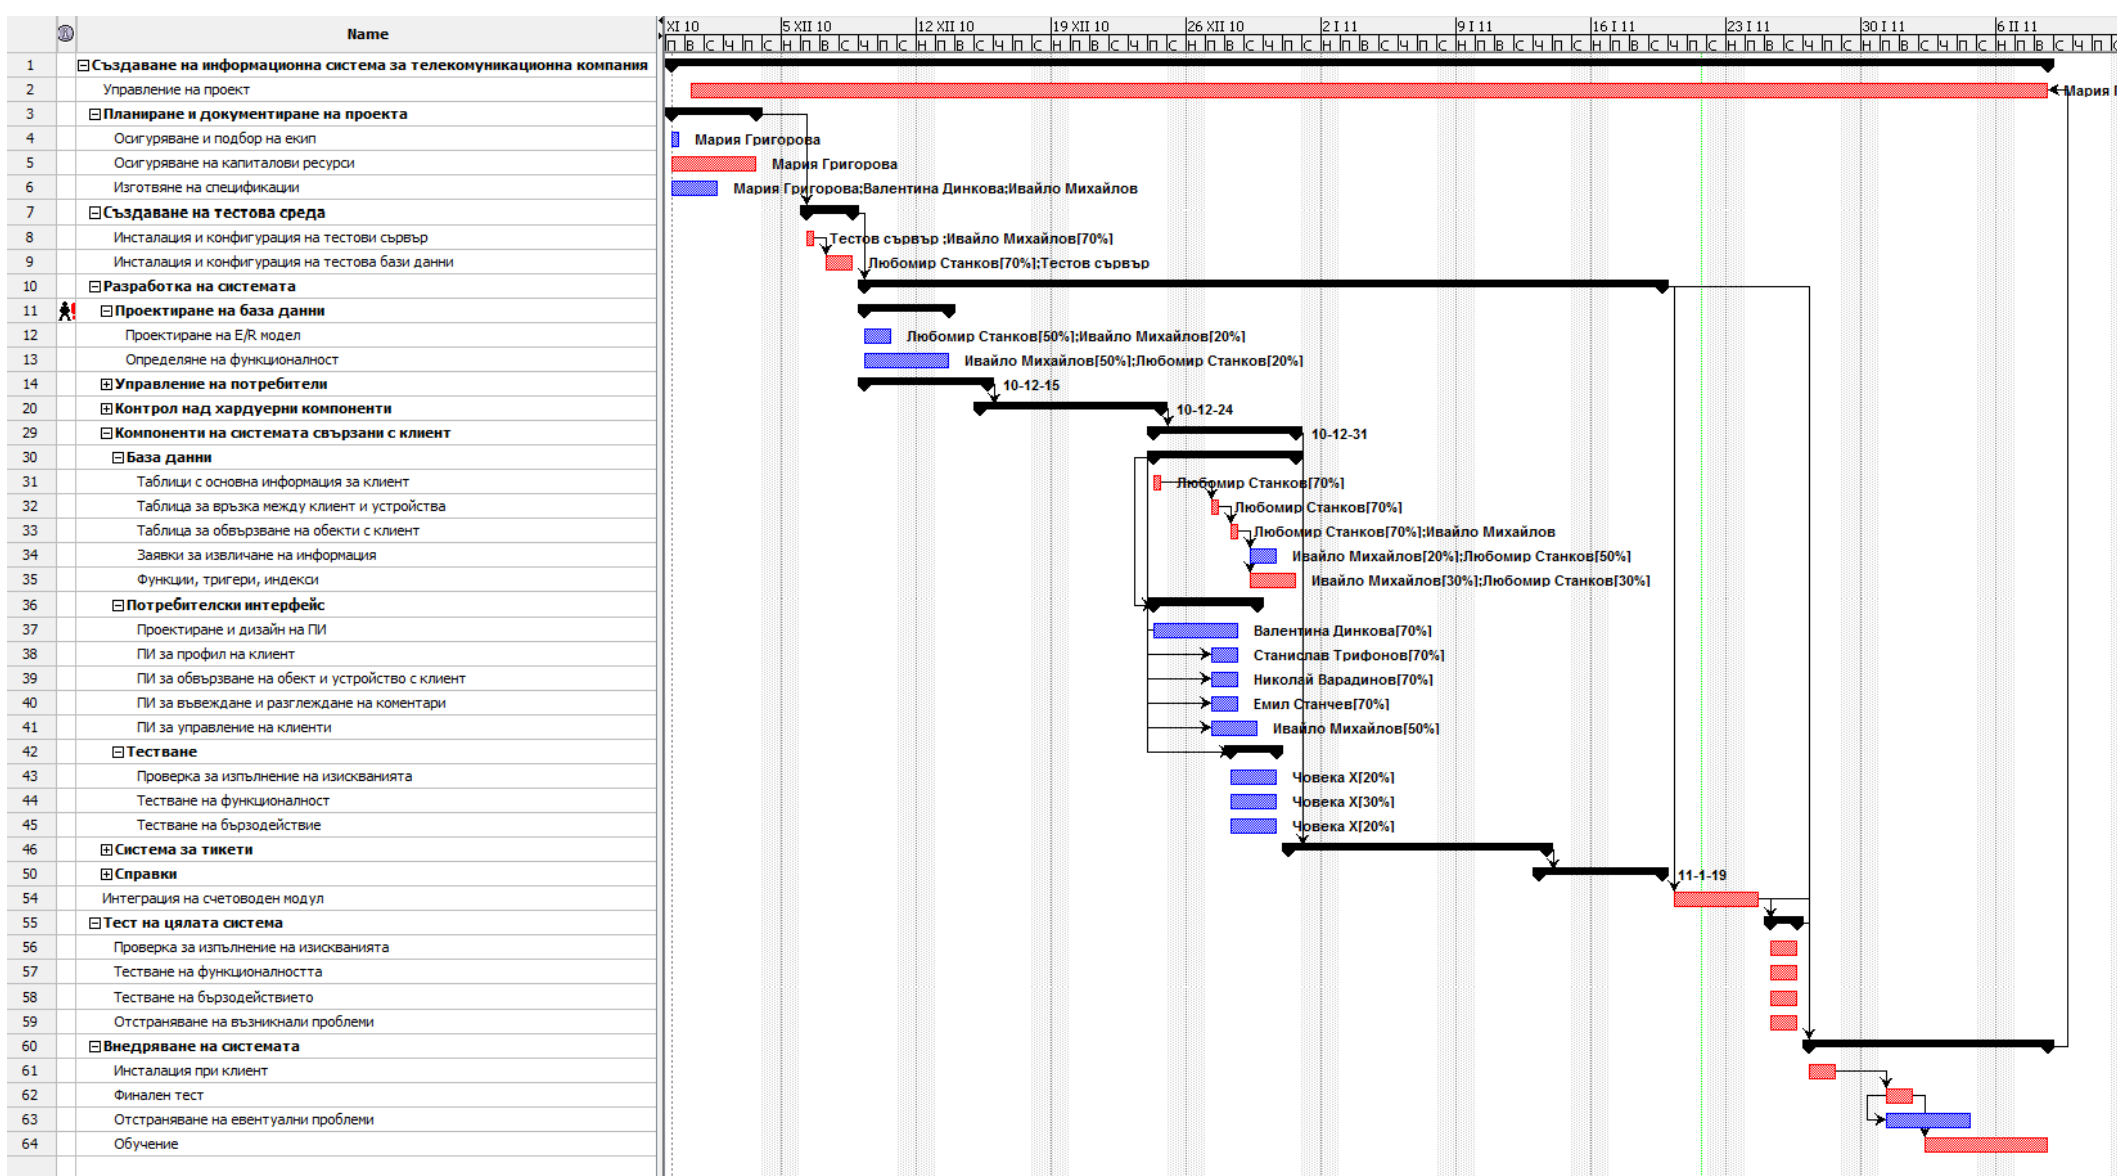 Name
XI 10 5 XII 10 12 XII 10 19 XII 10 26 XII 10 2 I 11 9 I 11 16 I 11 23 I 11 30 I 11 6 II 11
П В С Ч П С Н П В С Ч П С Н П В С Ч П С Н П В С Ч П С Н П В С Ч П С Н П В С Ч П С Н П В С Ч П С Н П В С Ч П С Н П В С Ч П С Н П В С Ч П С Н П В С Ч П С
1 Създаване на информационна система за телекомуникационна компания
2 Управление на проект Мария Г
3 Планиране и документиране на проекта
4 Осигуряване и подбор на екип Мария Григорова
5 Осигуряване на капиталови ресурси Мария Григорова
6 Изготвяне на спецификации Мария Григорова;Валентина Динкова;Ивайло Михайлов
7 Създаване на тестова среда
8 Инсталация и конфигурация на тестови сървър Тестов сървър ;Ивайло Михайлов[70%]
9 Инсталация и конфигурация на тестова бази данни Любомир Станков[70%];Тестов сървър
10 Разработка на системата
11 Проектиране на база данни
12 Проектиране на E/R модел Любомир Станков[50%];Ивайло Михайлов[20%]
13 Определяне на функционалност Ивайло Михайлов[50%];Любомир Станков[20%]
14 Управление на потребители 10-12-15
20 Контрол над хардуерни компоненти 10-12-24
29 Компоненти на системата свързани с клиент 10-12-31
30 База данни
31 Таблици с основна информация за клиент Любомир Станков[70%]
32 Таблица за връзка между клиент и устройства Любомир Станков[70%]
33 Таблица за обвързване на обекти с клиент Любомир Станков[70%];Ивайло Михайлов
34 Заявки за извличане на информация Ивайло Михайлов[20%];Любомир Станков[50%]
35 Функции, тригери, индекси Ивайло Михайлов[30%];Любомир Станков[30%]
36 Потребителски интерфейс
37 Проектиране и дизайн на ПИ Валентина Динкова[70%]
38 ПИ за профил на клиент Станислав Трифонов[70%]
39 ПИ за обвързване на обект и устройство с клиент Николай Варадинов[70%]
40 ПИ за въвеждане и разглеждане на коментари Емил Станчев[70%]
41 ПИ за управление на клиенти Ивайло Михайлов[50%]
42 Тестване
43 Проверка за изпълнение на изискванията Човека X[20%]
44 Тестване на функционалност Човека X[30%]
45 Тестване на бързодействие Човека X[20%]
46 Система за тикети
50 Справки 11-1-19
54 Интеграция на счетоводен модул
55 Тест на цялата система
56 Проверка за изпълнение на изискванията
57 Тестване на функционалността
58 Тестване на бързодействието
59 Отстраняване на възникнали проблеми
60 Внедряване на системата
61 Инсталация при клиент
62 Финален тест
63 Отстраняване на евентуални проблеми
64 Обучение